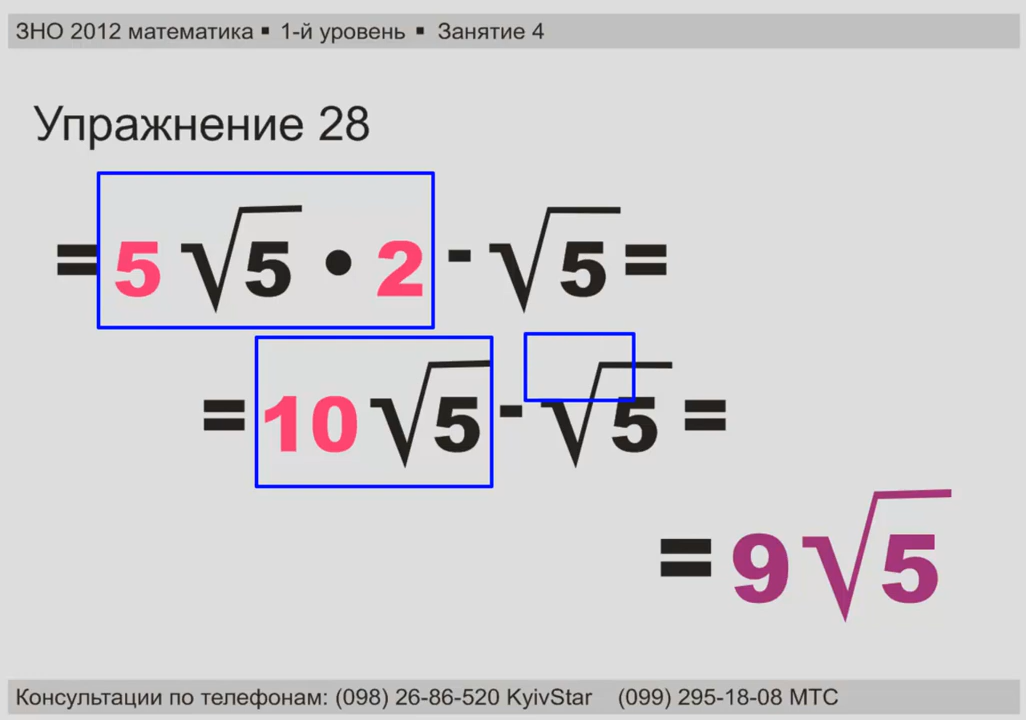 ЗНО 2012 математика ▪ 1-й уровень ▪ Занятие 4
Упражнение 28
= 5 √5 • 2 - √5 =
= 10 √5 - √5 =
= 9 √5
Консультации по телефонам: (098) 26-86-520 KyivStar (099) 295-18-08 МТС